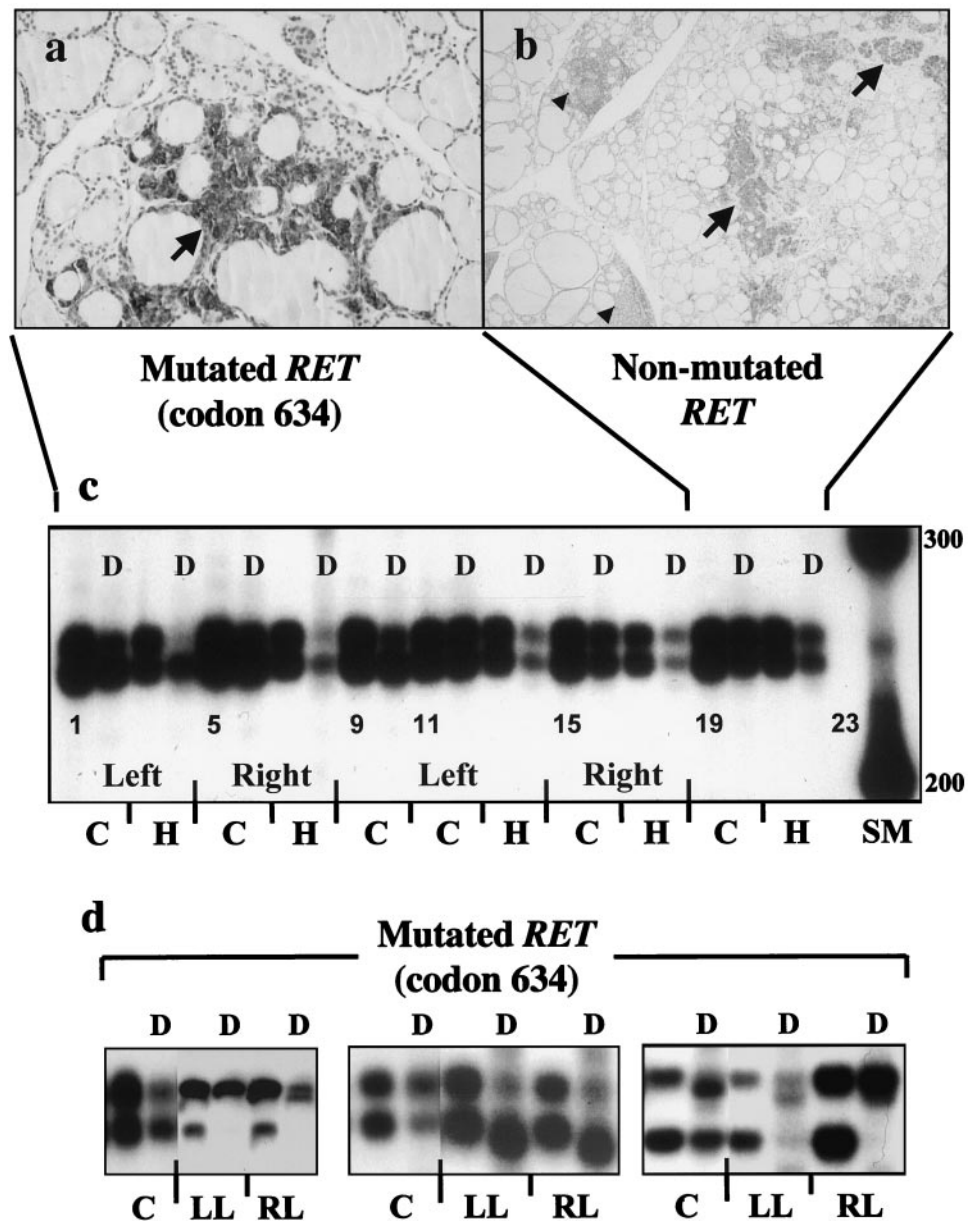 a
b
Mutated RET
(codon 634)
Non-mutated
RET
c
300
D D D D D D D D D D D
1 5 9 11 15 19 23
Left Right Left Right
200
C H C H C C H C H C H SM
d
Mutated RET
(codon 634)
D D D D D D D D D
C LL RL C LL RL C LL RL